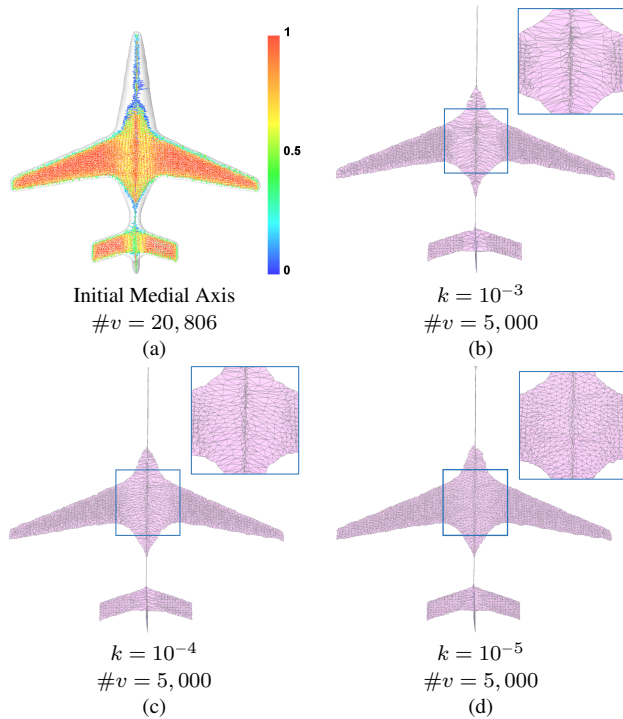 1
0.5
0
Initial Medial Axis
#v = 20, 806
(a)
k = 10⁻³
#v = 5, 000
(b)
k = 10⁻⁴
#v = 5, 000
(c)
k = 10⁻⁵
#v = 5, 000
(d)